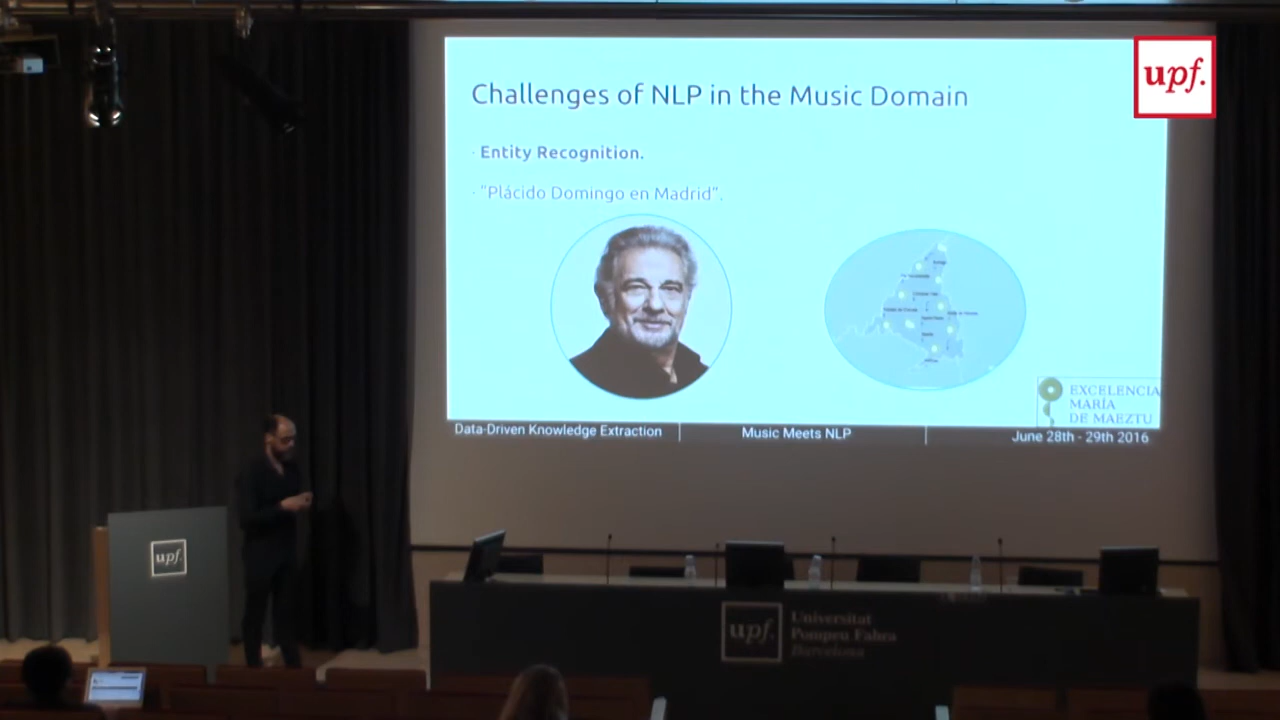 upf.
Challenges of NLP in the Music Domain
· Entity Recognition.
· "Plácido Domingo en Madrid".
EXCELENCIA
MARÍA
DE MAEZTU
Data-Driven Knowledge Extraction
Music Meets NLP
June 28th - 29th 2016
upf.
upf.
Universitat
Pompeu Fabra
Barcelona